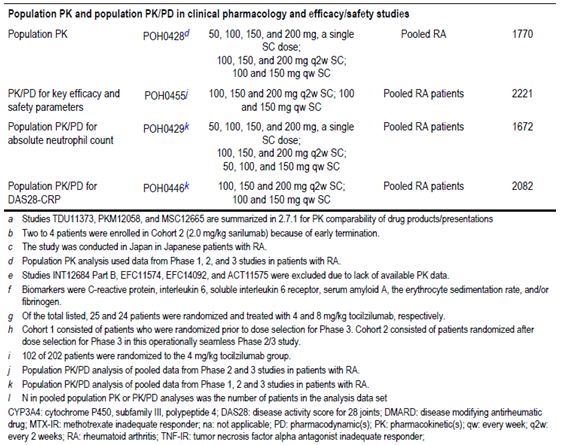 Population PK and population PK/PD in clinical pharmacology and efficacy/safety studies
Population PK POH0428d 50, 100, 150, and 200 mg, a single Pooled RA 1770
SC dose;
100, 150, and 200 mg q2w SC;
100 and 150 mg qw SC
PK/PD for key efficacy and POH0455j 100, 150, and 200 mg q2w SC; 100 Pooled RA patients 2221
safety parameters and 150 mg qw SC
Population PK/PD for POH0429k 50, 100, 150, and 200 mg, a single Pooled RA patients 1672
absolute neutrophil count SC dose;
100, 150, and 200 mg q2w SC;
50, 100, and 150 mg qw SC
Population PK/PD for POH0446k 100, 150, and 200 mg q2w SC; Pooled RA patients 2082
DAS28-CRP 100 and 150 mg qw SC
a Studies TDU11373, PKM12058, and MSC12665 are summarized in 2.7.1 for PK comparability of drug products/presentations
b Two to 4 patients were enrolled in Cohort 2 (2.0 mg/kg sarilumab) because of early termination.
c The study was conducted in Japan in Japanese patients with RA.
d Population PK analysis used data from Phase 1, 2, and 3 studies in patients with RA.
e Studies INT12684 Part B, EFC11574, EFC14092, and ACT11575 were excluded due to lack of available PK data.
f Biomarkers were C-reactive protein, interleukin 6, soluble interleukin 6 receptor, serum amyloid A, the erythrocyte sedimentation rate, and/or
fibrinogen.
g Of the total listed, 25 and 24 patients were randomized and treated with 4 and 8 mg/kg tocilizumab, respectively.
h Cohort 1 consisted of patients who were randomized prior to dose selection for Phase 3. Cohort 2 consisted of patients randomized after
dose selection for Phase 3 in this operationally seamless Phase 2/3 study.
i 102 of 202 patients were randomized to the 4 mg/kg tocilizumab group.
j Population PK/PD analysis of pooled data from Phase 2 and 3 studies in patients with RA.
k Population PK/PD analysis of pooled data from Phase 1, 2, and 3 studies in patients with RA.
l N in pooled population PK or PK/PD analyses was the number of patients in the analysis data set
CYP3A4: cytochrome P450, subfamily III, polypeptide 4; DAS28: disease activity score for 28 joints; DMARD: disease modifying antirheumatic
drug; MTX-IR: methotrexate inadequate responder; na: not applicable; PD: pharmacodynamic(s); PK: pharmacokinetic(s); qw: every week; q2w:
every 2 weeks; RA: rheumatoid arthritis; TNF-IR: tumor necrosis factor alpha antagonist inadequate responder;